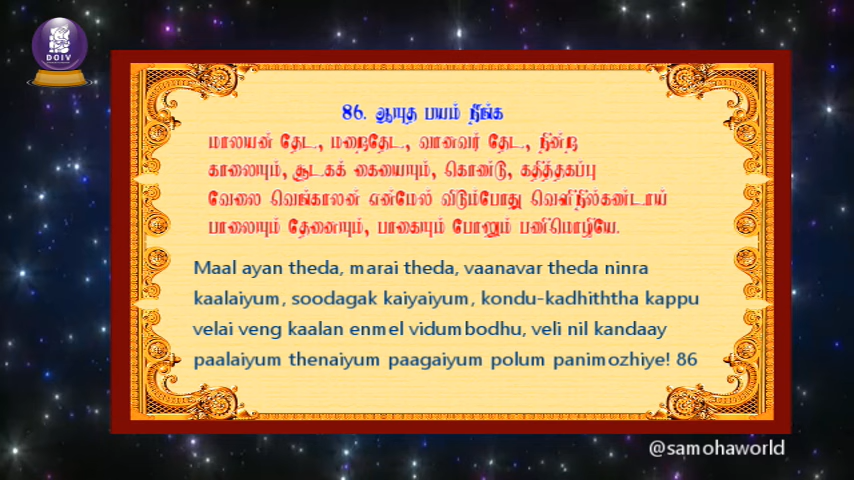 DOIV
86. ஆயுத பயம் நீங்க
மாலயன் தேட, மறைதேட, வானவர் தேட, நின்ற
காலையும், சூடகக் கையையும், கொண்டு, கதித்தகப்பு
வேலை வெங்காலன் என்மேல் விடும்போது வெளிநில்கண்டாய்
பாலையும் தேனையும், பாகையும் போலும் பணிமொழியே.
Maal ayan theda, marai theda, vaanavar theda ninra
kaalaiyum, soodagak kaiyaiyum, kondu-kadhiththa kappu
velai veng kaalan enmel vidumbodhu, veli nil kandaay
paalaiyum thenaiyum paagaiyum polum panimozhiye! 86
@samohaworld